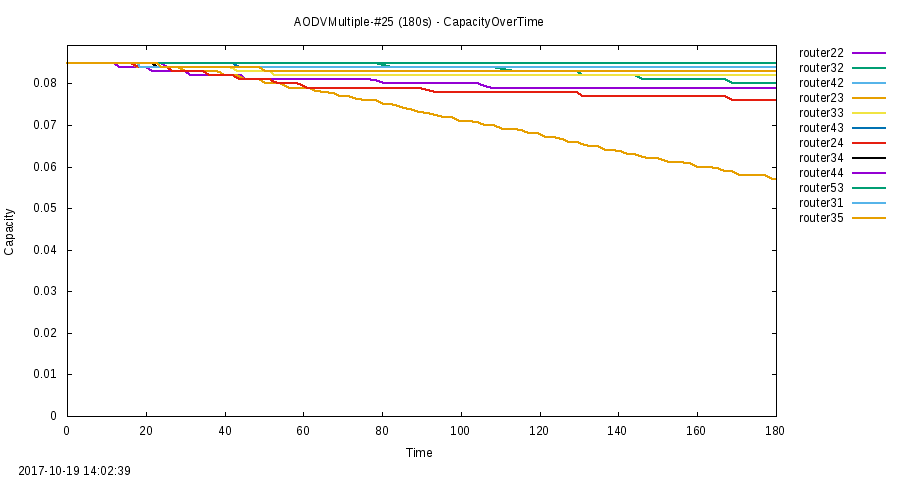 AODVMultiple-#25 (180s) - CapacityOverTime
router22
router32
router42
router23
router33
router43
router24
router34
router44
router53
router31
router35
0.08
0.07
0.06
0.05
0.04
0.03
0.02
0.01
0
Capacity
0 20 40 60 80 100 120 140 160 180
Time
2017-10-19 14:02:39